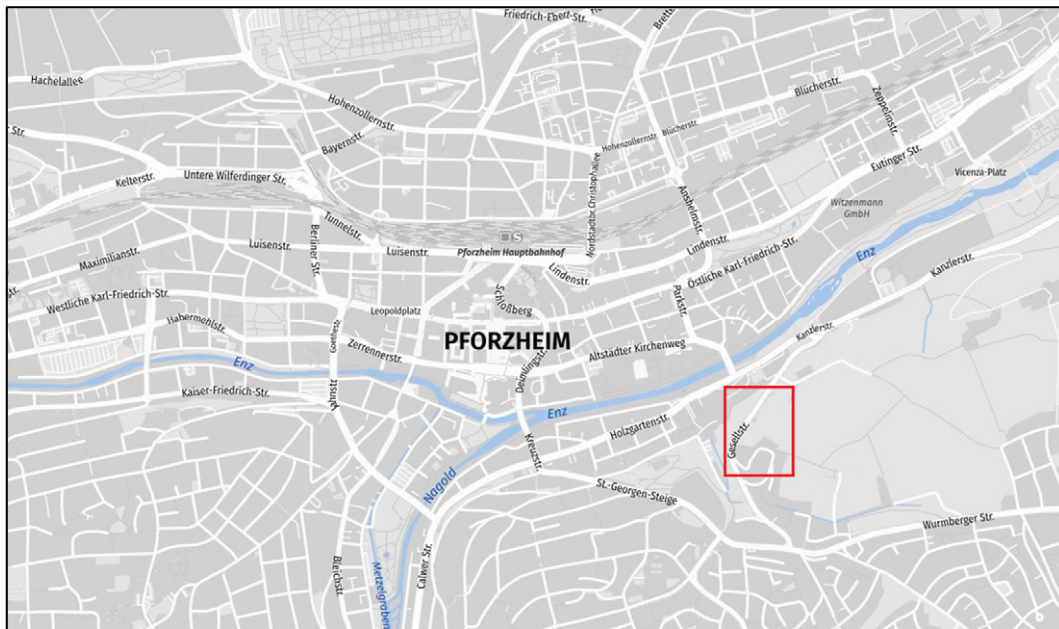 Friedrich-Ebert-Str.
Hachelallee
Hohenzollernstr.
Blücherstr.
Zeppelinstr.
Bayernstr.
Hohenzollernstr.
Blücherstr.
Eutinger Str.
Vicenza-Platz
Kelterstr.
Untere Wilferdinger Str.
Nordstadtbr.
Christophallee
Anshelmstr.
Witzenmann
GmbH
Tunnelstr.
Berliner Str.
Luisenstr.
Luisenstr.
Pforzheim Hauptbahnhof
S
Lindenstr.
Lindenstr.
Östliche Karl-Friedrich-Str.
Enz
Kanzlerstr.
Maximilianstr.
Westliche Karl-Friedrich-Str.
Schloßberg
Leopoldplatz
Parkstr.
Habermehlstr.
Goethestr.
Zerrennerstr.
PFORZHEIM
Deimlingstr.
Altstädter Kirchenweg
Kanzlerstr.
Enz
Kaiser-Friedrich-Str.
Jahnstr.
Enz
Holzgartenstr.
Gesellstr.
Kreuzstr.
Nagold
St.-Georgen-Steige
Wurmberger Str.
Bleichstr.
Metzelgraben
Calwer Str.